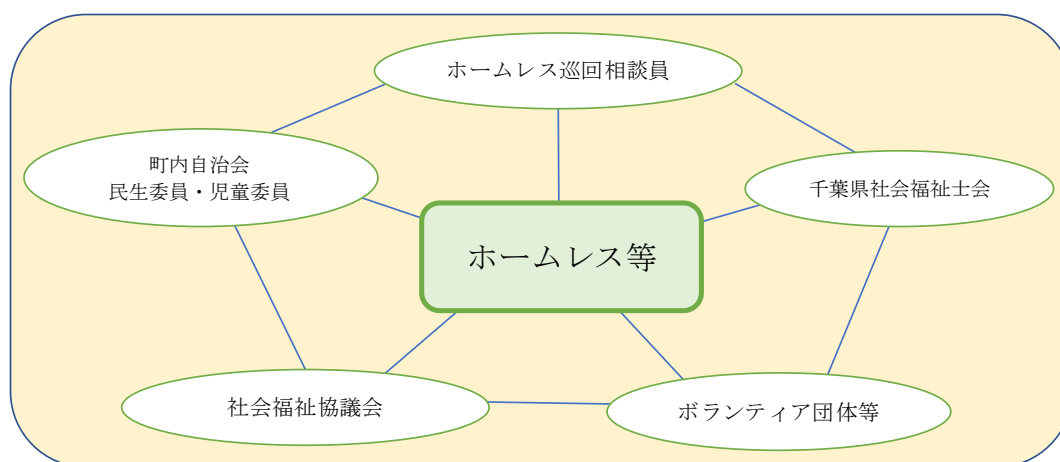 ホームレス巡回相談員
町内自治会
民生委員・児童委員
千葉県社会福祉士会
ホームレス等
社会福祉協議会
ボランティア団体等